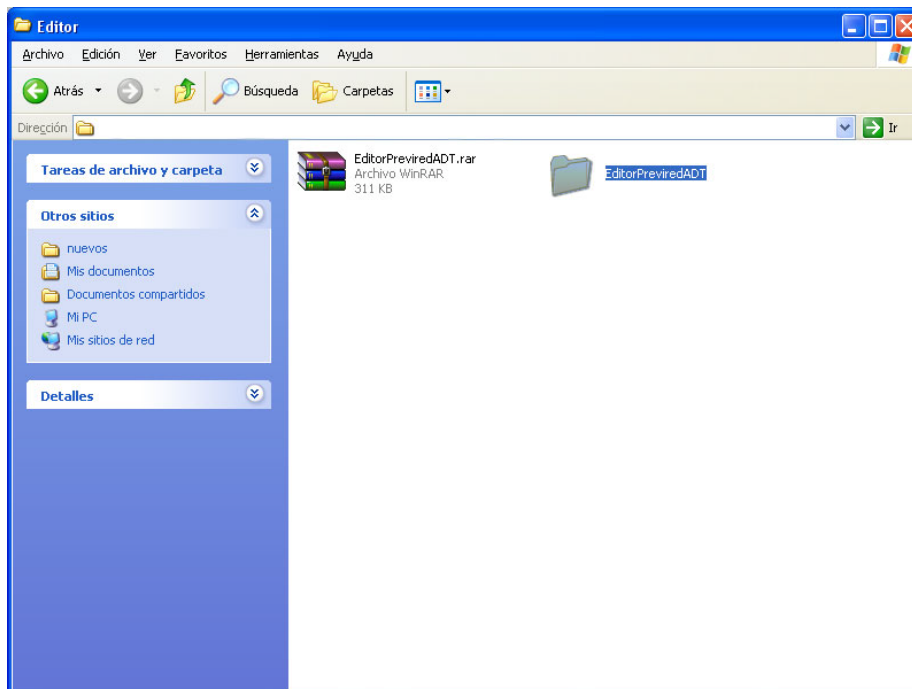 Editor
Archivo Edición Ver Favoritos Herramientas Ayuda
Atrás Búsqueda Carpetas
Dirección Ir
Tareas de archivo y carpeta
Otros sitios
nuevos
Mis documentos
Documentos compartidos
Mi PC
Mis sitios de red
Detalles
EditorPreviredADT.rar
Archivo WinRAR
311 KB
EditorPreviredADT